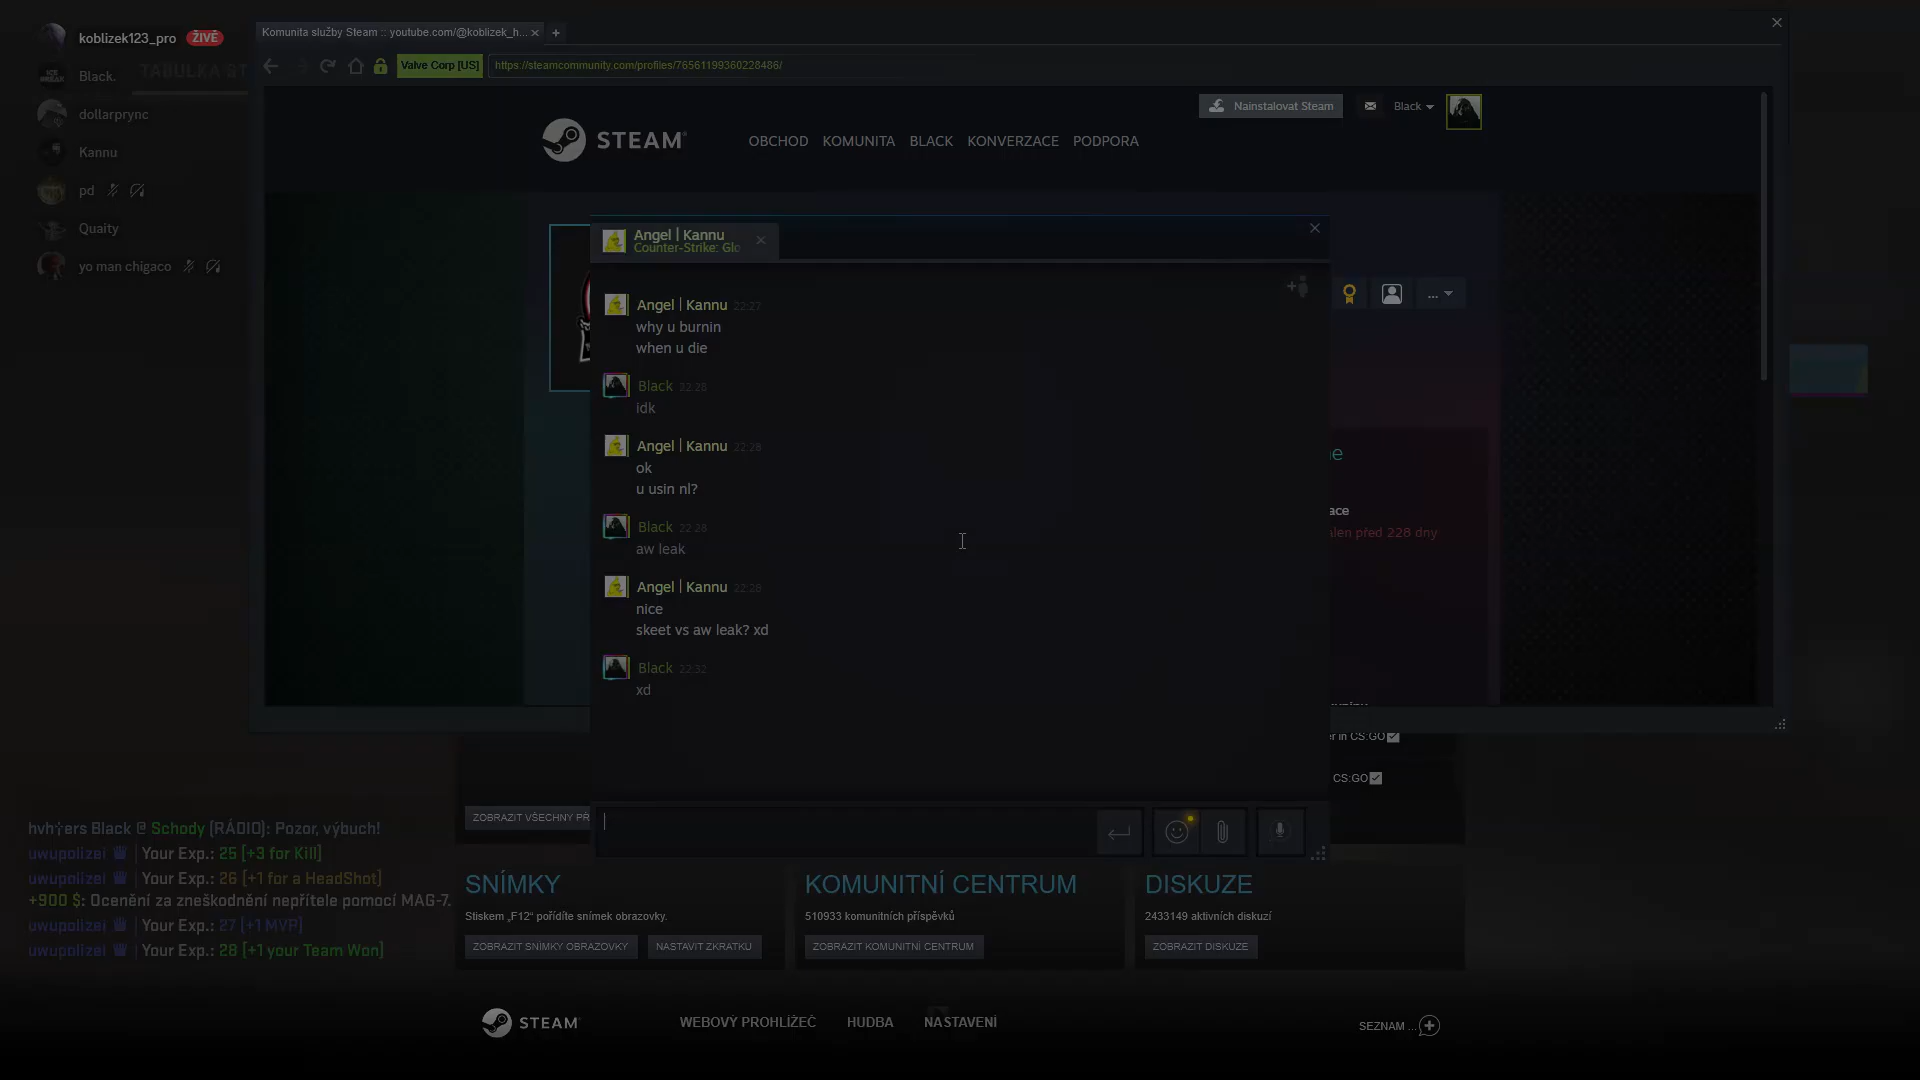 koblizek123_pro ŽIVĚ
Black.
TABULKA ST
dollarprync
Kannu
pd
Quaity
yo man chigaco
Komunita služby Steam :: youtube.com/@koblizek_h...
Valve Corp [US]
https://steamcommunity.com/profiles/76561199360228486/
Nainstalovat Steam
Black
STEAM
OBCHOD KOMUNITA BLACK KONVERZACE PODPORA
Angel | Kannu
Counter-Strike: Glo
Angel | Kannu 22:27
why u burnin
when u die
Black 22:28
idk
Angel | Kannu 22:28
ok
u usin nl?
Black 22:28
aw leak
Angel | Kannu 22:28
nice
skeet vs aw leak? xd
Black 22:32
xd
...
ne
ace
len před 228 dny
er in CS:GO
CS:GO
ZOBRAZIT VŠECHNY PŘ
hvh
ers Black @ Schody (RÁDIO): Pozor, výbuch!
uwupolizei ♛ | Your Exp.: 25 [+3 for Kill]
uwupolizei ♛ | Your Exp.: 26 [+1 for a HeadShot]
+900 $: Ocenění za zneškodnění nepřítele pomocí MAG-7.
uwupolizei ♛ | Your Exp.: 27 [+1 MVP]
uwupolizei ♛ | Your Exp.: 28 [+1 your Team Won]
SNÍMKY
Stiskem „F12“ pořídíte snímek obrazovky.
ZOBRAZIT SNÍMKY OBRAZOVKY NASTAVIT ZKRATKU
KOMUNITNÍ CENTRUM
510933 komunitních příspěvků
ZOBRAZIT KOMUNITNÍ CENTRUM
DISKUZE
2433149 aktivních diskuzí
ZOBRAZIT DISKUZE
STEAM
WEBOVÝ PROHLÍŽEČ HUDBA NASTAVENÍ
SEZNAM ...